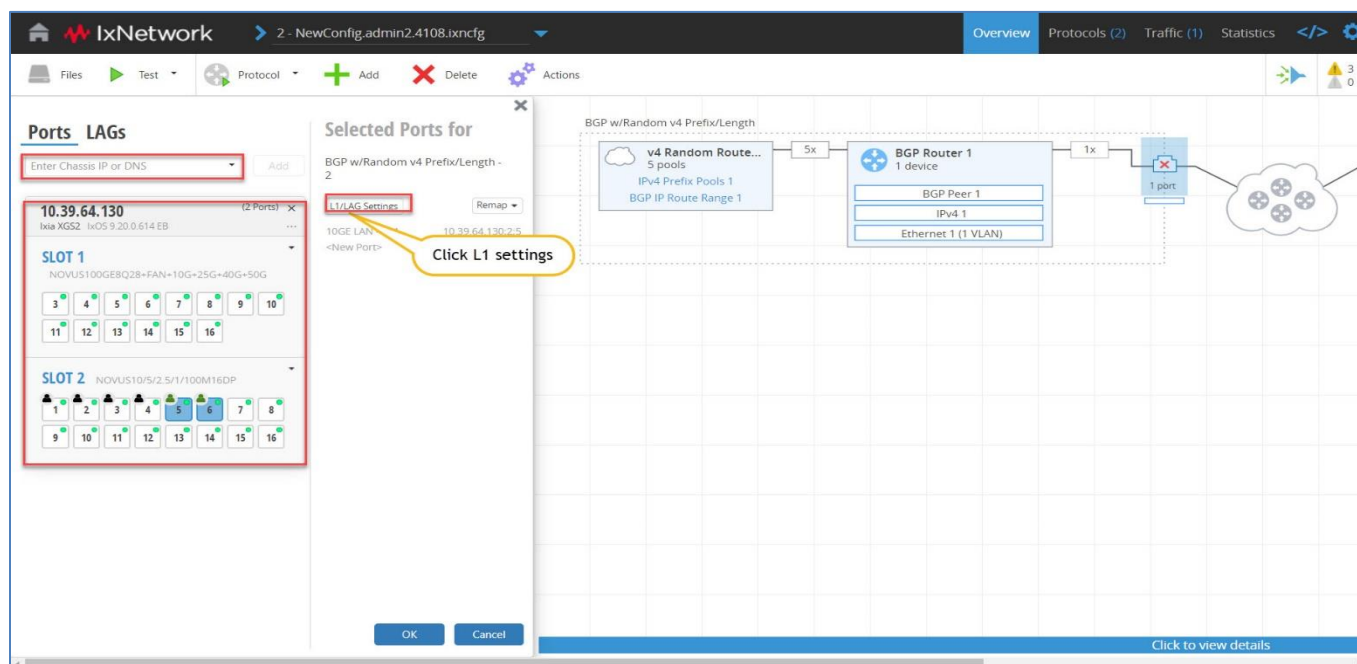 IxNetwork
2 - NewConfig.admin2.4108.ixncfg
Overview
Protocols (2)
Traffic (1)
Statistics
</>
Files
Test
Protocol
Add
Delete
Actions
3
0
Ports
LAGs
Enter Chassis IP or DNS
Add
10.39.64.130
(2 Ports)
Ixia XGS2 IxOS 9.20.0.614 EB
SLOT 1
NOVUS100GE8Q28+FAN+10G+25G+40G+50G
3 4 5 6 7 8 9 10
11 12 13 14 15 16
SLOT 2 NOVUS10/5/2.5/1/100M16DP
1 2 3 4 5 6 7 8
9 10 11 12 13 14 15 16
Selected Ports for
BGP w/Random v4 Prefix/Length -
2
L1/LAG Settings
Remap
10GE LAN
10.39.64.130:2:5
<New Port>
Click L1 settings
OK
Cancel
BGP w/Random v4 Prefix/Length
v4 Random Route...
5 pools
IPv4 Prefix Pools 1
BGP IP Route Range 1
5x
BGP Router 1
1 device
BGP Peer 1
IPv4 1
Ethernet 1 (1 VLAN)
1x
1 port
Click to view details